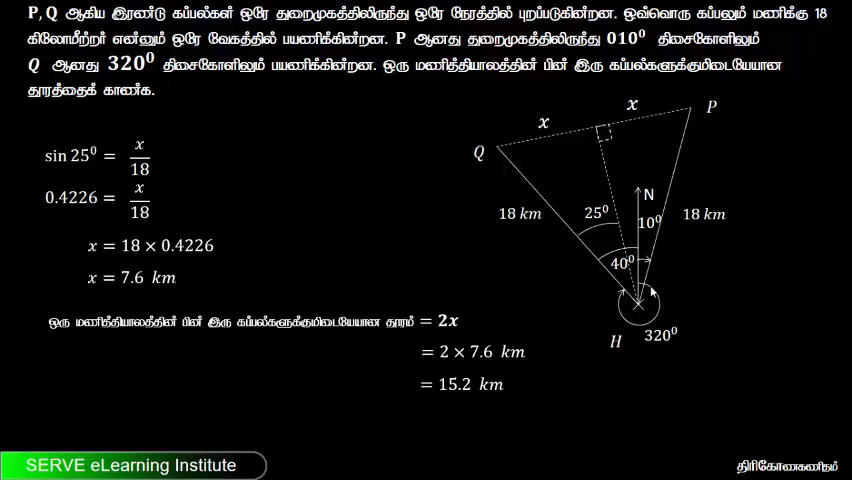 P, Q ஆகிய இரண்டு கப்பல்கள் ஒரே துறைமுகத்திலிருந்து ஒரே நேரத்தில் புறப்படுகின்றன. ஒவ்வொரு கப்பலும் மணிக்கு 18
கிலோமீற்றர் என்னும் ஒரே வேகத்தில் பயணிக்கின்றன. P ஆனது துறைமுகத்திலிருந்து 010⁰ திசைகோளிலும்
Q ஆனது 320⁰ திசைகோளிலும் பயணிக்கின்றன. ஒரு மணித்தியாலத்தின் பின் இரு கப்பல்களுக்குமிடையேயான
தூரத்தைக் காண்க.
x
x
P
Q
sin 25⁰ = x/18
0.4226 = x/18
x = 18 × 0.4226
x = 7.6 km
N
18 km
25⁰
10⁰
18 km
40⁰
H
320⁰
ஒரு மணித்தியாலத்தின் பின் இரு கப்பல்களுக்குமிடையேயான தூரம் = 2x
= 2 × 7.6 km
= 15.2 km
SERVE eLearning Institute
திரிகோணகணிதம்